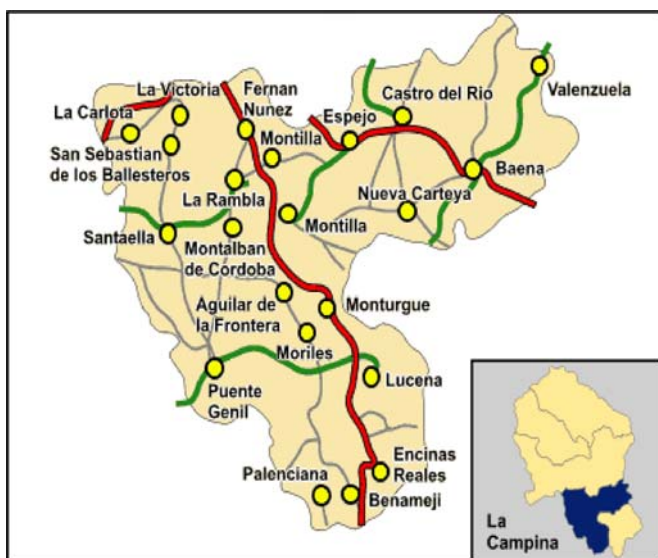 La Victoria
Fernan
Nunez
La Carlota
Castro del Rio
Valenzuela
Espejo
San Sebastian
de los Ballesteros
Montilla
Baena
La Rambla
Nueva Carteya
Montilla
Santaella
Montalban
de Cordoba
Aguilar de
la Frontera
Monturgue
Moriles
Lucena
Puente
Genil
Palenciana
Encinas
Reales
Benameji
La
Campina